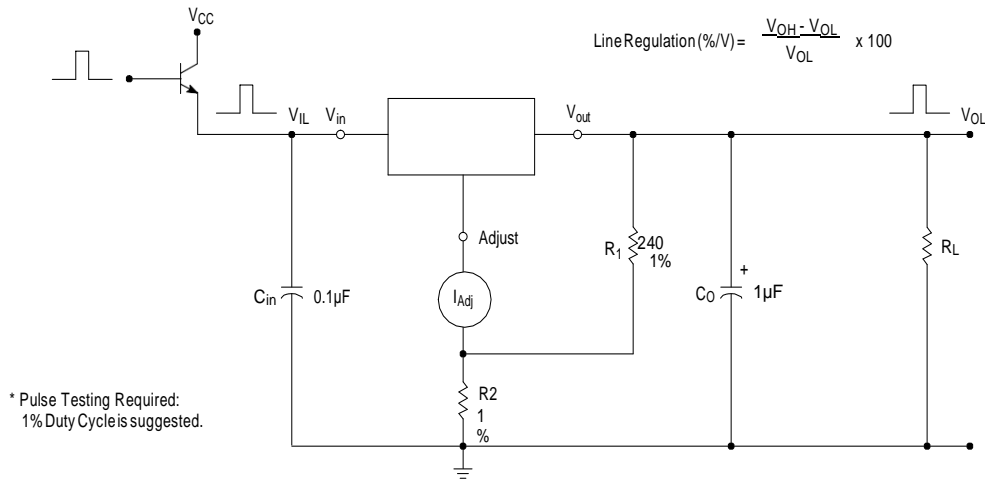 V_CC
Line Regulation (%/V) = V_OH - V_OL / V_OL x 100
V_IL
V_in
V_out
V_OL
Adjust
R_1
240
1%
R_L
C_in
0.1µF
I_Adj
C_O
+
1µF
R2
1
%
* Pulse Testing Required:
1% Duty Cycle is suggested.